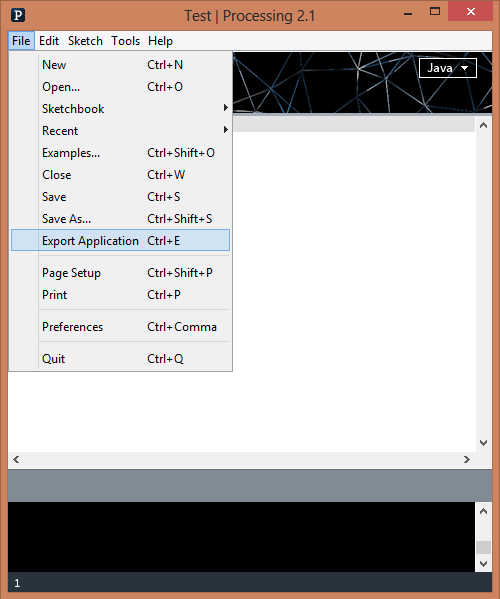 P
Test | Processing 2.1
File Edit Sketch Tools Help
Java
New Ctrl+N
Open... Ctrl+O
Sketchbook
Recent
Examples... Ctrl+Shift+O
Close Ctrl+W
Save Ctrl+S
Save As... Ctrl+Shift+S
Export Application Ctrl+E
Page Setup Ctrl+Shift+P
Print Ctrl+P
Preferences Ctrl+Comma
Quit Ctrl+Q
1